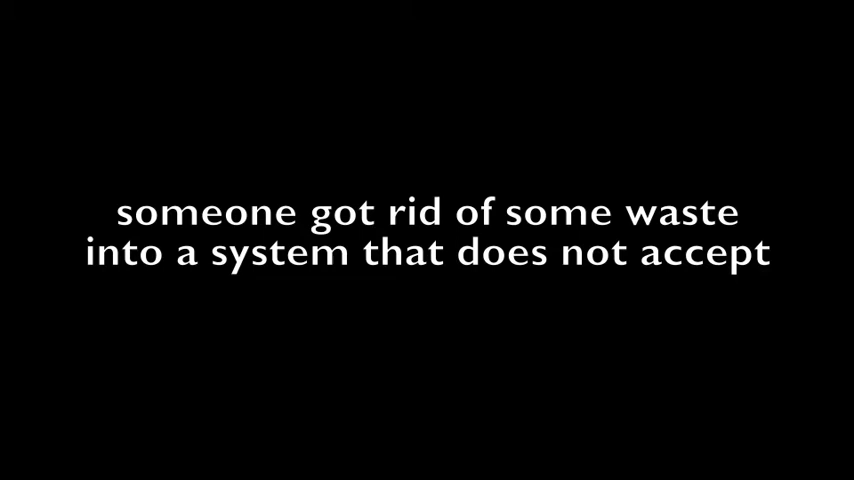 someone got rid of some waste
into a system that does not accept